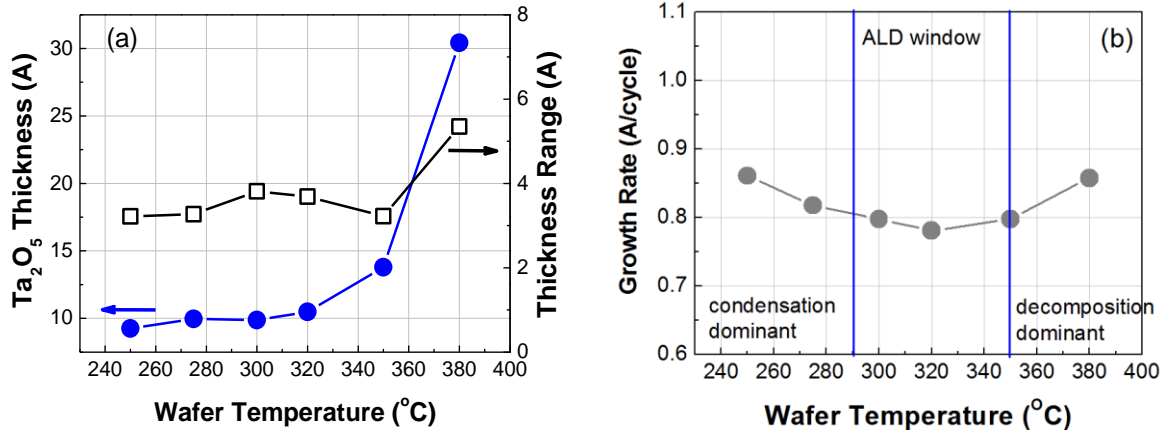 (a)
Ta₂O₅ Thickness (A)
30
25
20
15
10
8
6
4
2
0
Thickness Range (A)
240 260 280 300 320 340 360 380 400
Wafer Temperature (°C)
(b)
ALD window
Growth Rate (A/cycle)
1.1
1.0
0.9
0.8
0.7
0.6
condensation
dominant
decomposition
dominant
240 260 280 300 320 340 360 380 400
Wafer Temperature (°C)